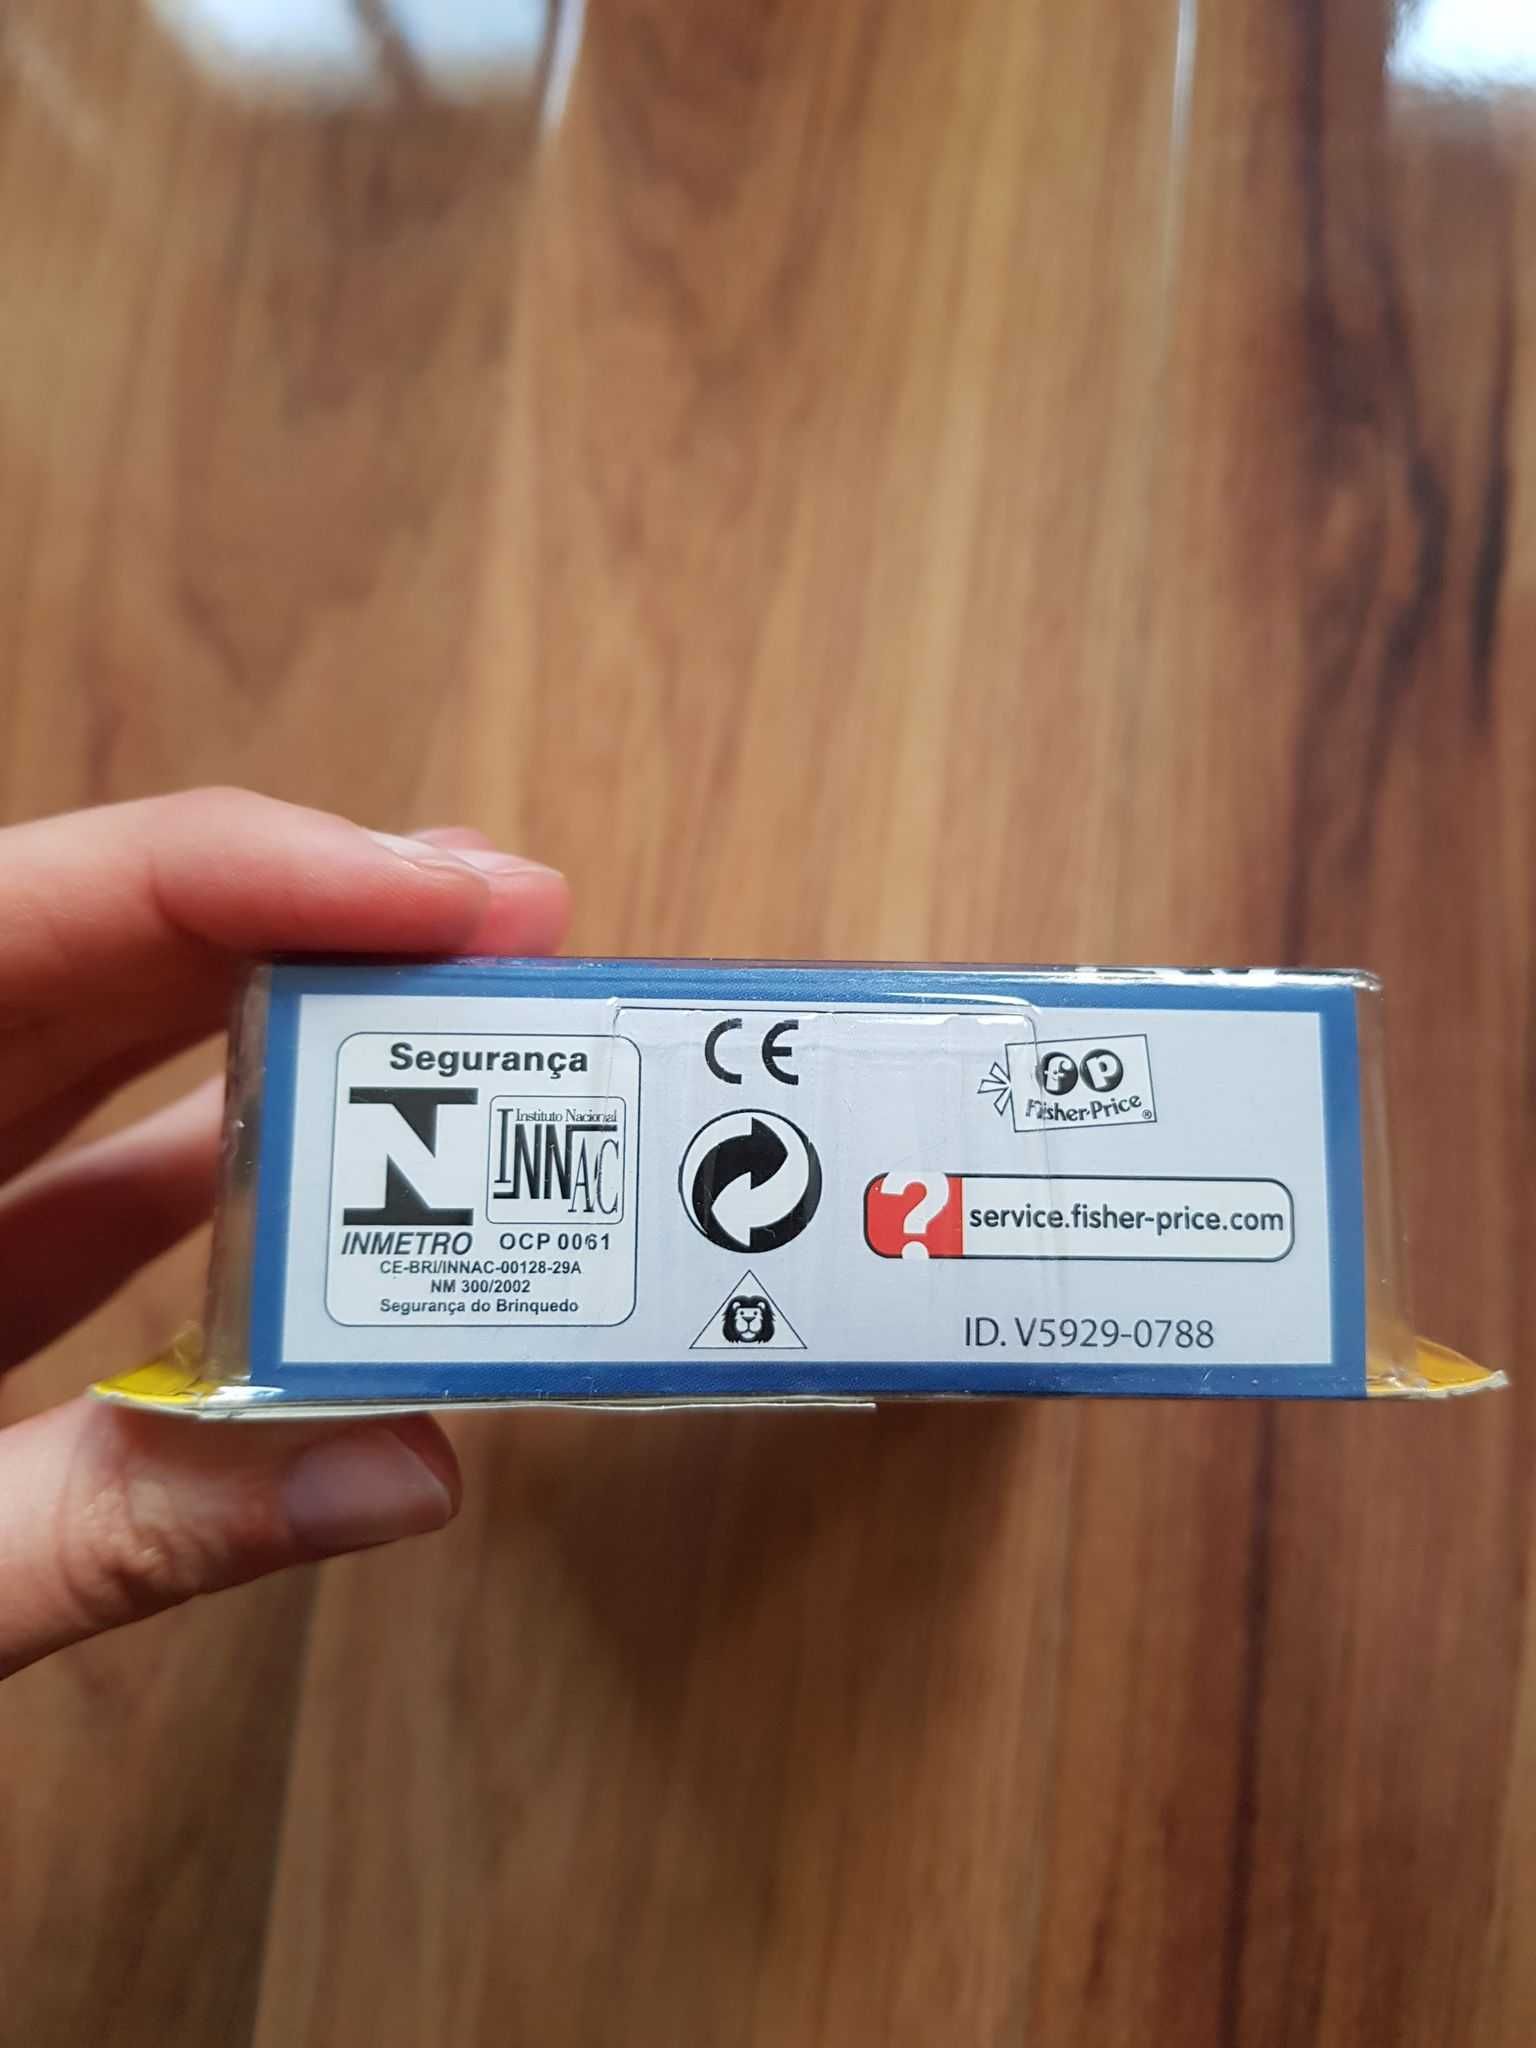 Segurança
Instituto Nacional
INNAC
INMETRO
OCP 0061
CE-BRI/INNAC-00128-29A
NM 300/2002
Segurança do Brinquedo
CE
fp
Fisher-Price®
? service.fisher-price.com
ID. V5929-0788